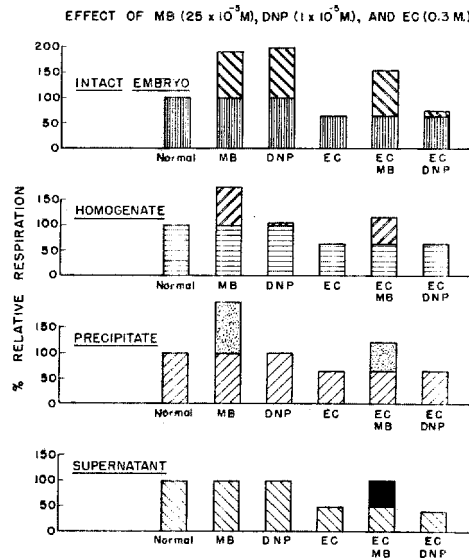 EFFECT OF MB (25 x 10⁻⁵M), DNP (1 x 10⁻⁵M), AND EC (0.3 M.)
% RELATIVE RESPIRATION
200
150
100
50
0
INTACT EMBRYO
Normal MB DNP EC EC MB EC DNP
150
100
50
0
HOMOGENATE
Normal MB DNP EC EC MB EC DNP
150
100
50
0
PRECIPITATE
Normal MB DNP EC EC MB EC DNP
150
100
50
0
SUPERNATANT
Normal MB DNP EC EC MB EC DNP